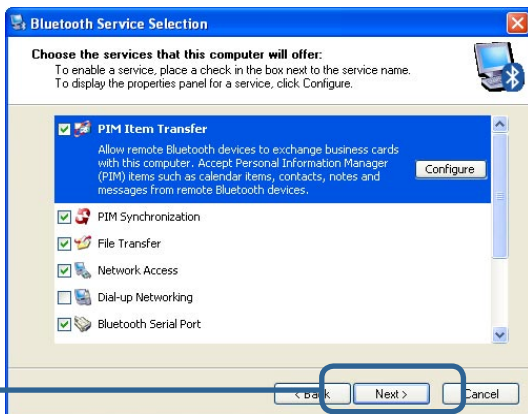 Bluetooth Service Selection
Choose the services that this computer will offer:
To enable a service, place a check in the box next to the service name.
To display the properties panel for a service, click Configure.
PIM Item Transfer
Allow remote Bluetooth devices to exchange business cards
with this computer. Accept Personal Information Manager
(PIM) items such as calendar items, contacts, notes and
messages from remote Bluetooth devices.
Configure
PIM Synchronization
File Transfer
Network Access
Dial-up Networking
Bluetooth Serial Port
< Back Next > Cancel